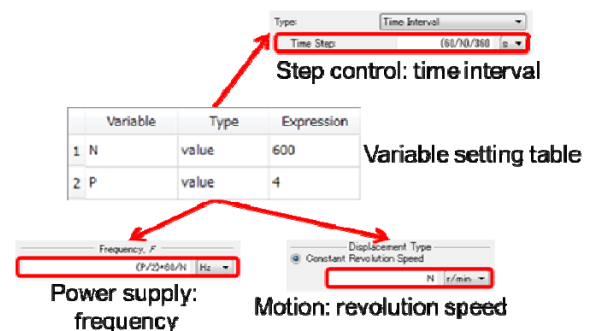 Type: Time Interval
Time Step: (60/N)/360 s
Step control: time interval
Variable Type Expression
1 N value 600
2 P value 4
Variable setting table
Frequency, F
(P/2)*60/N Hz
Displacement Type
Constant Revolution Speed
N r/min
Power supply:
frequency
Motion: revolution speed